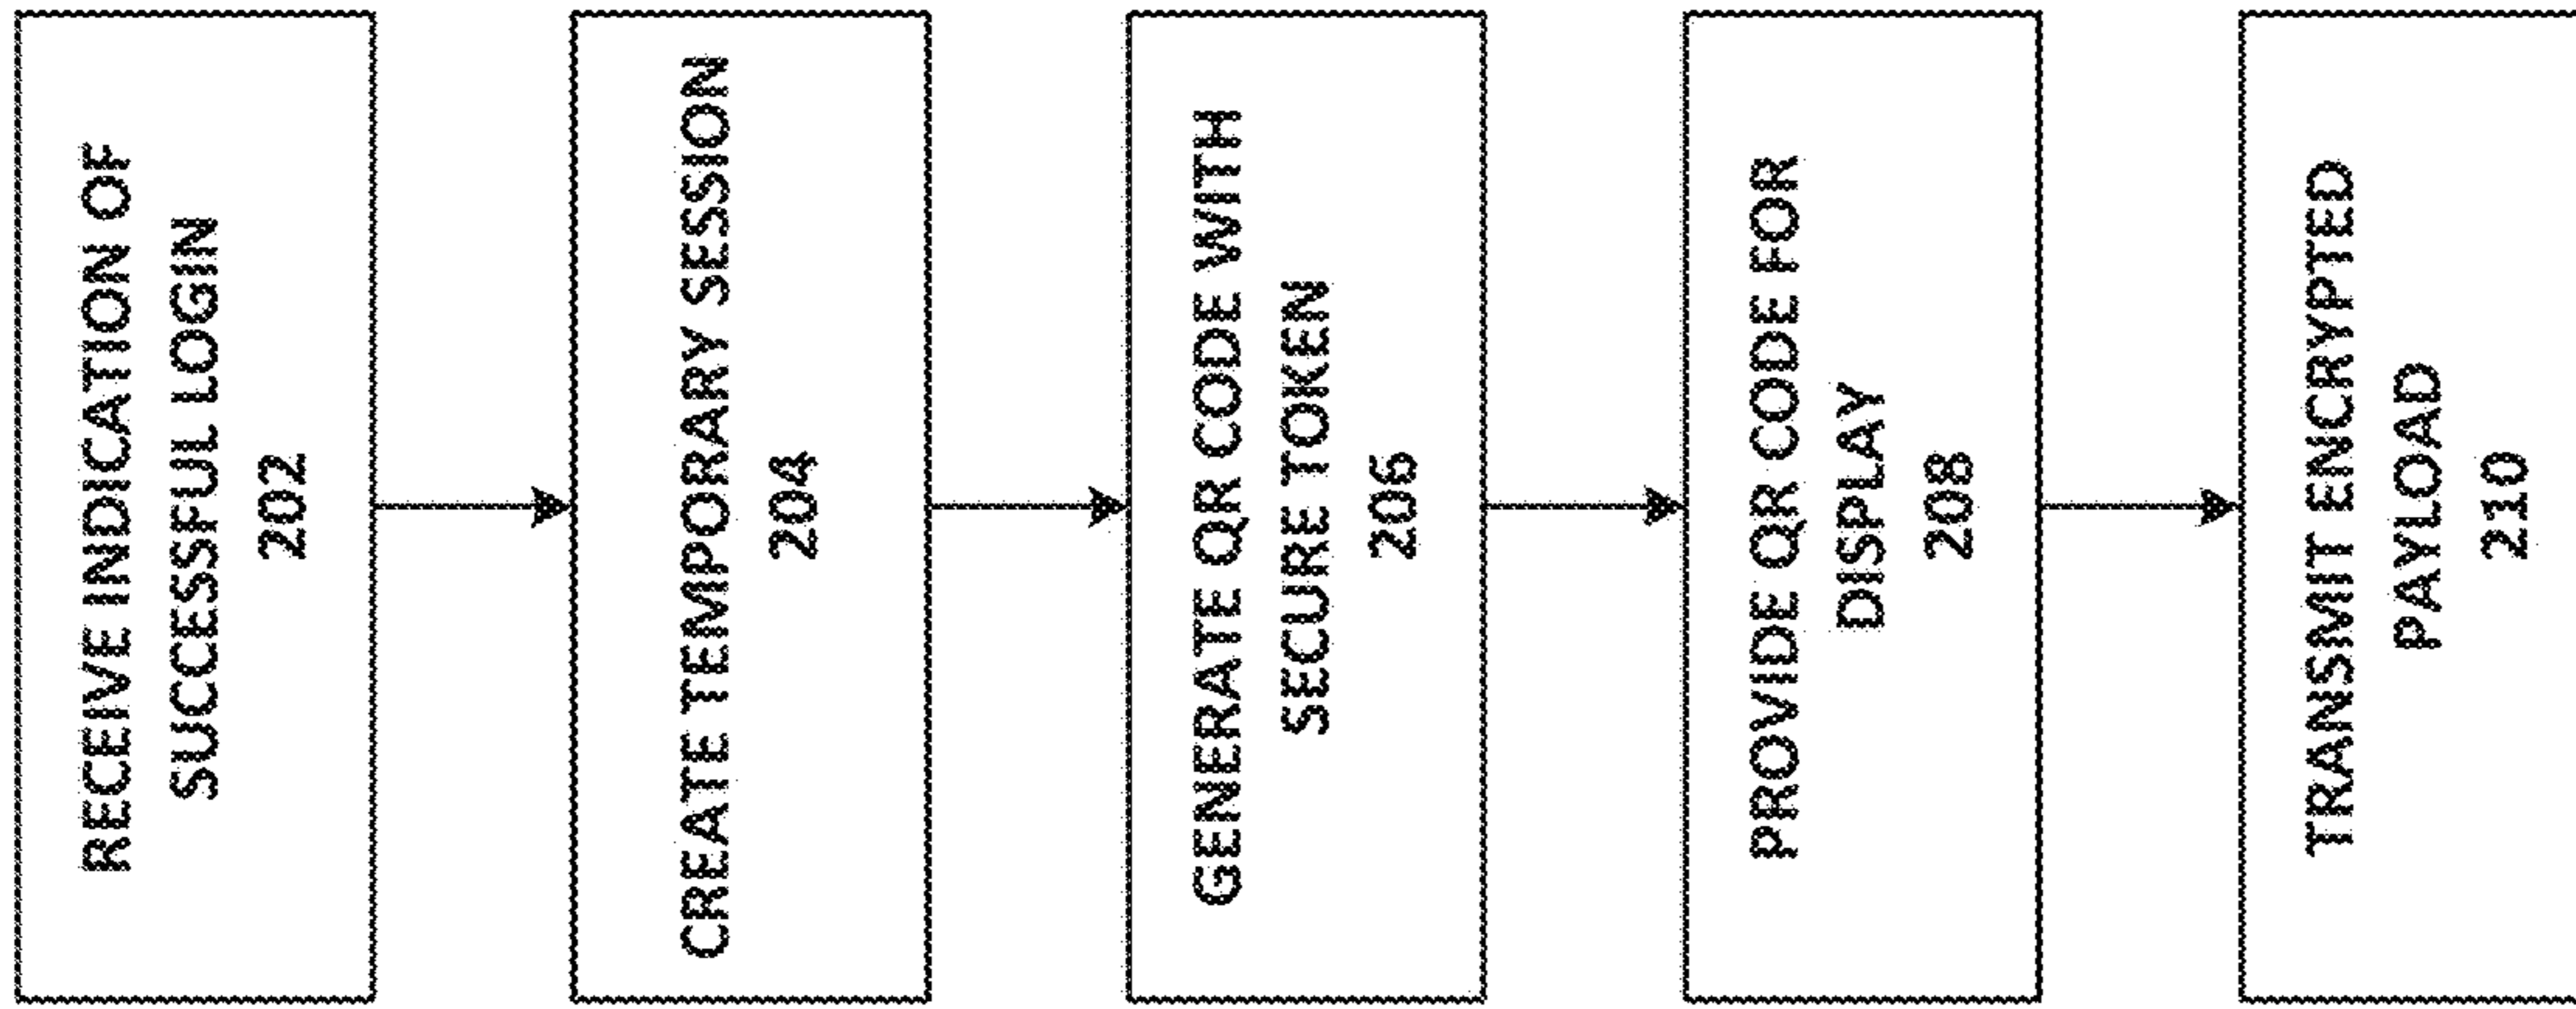 RECEIVE INDICATION OF
SUCCESSFUL LOGIN
202
CREATE TEMPORARY SESSION
204
GENERATE QR CODE WITH
SECURE TOKEN
206
PROVIDE QR CODE FOR
DISPLAY
208
TRANSMIT ENCRYPTED
PAYLOAD
210